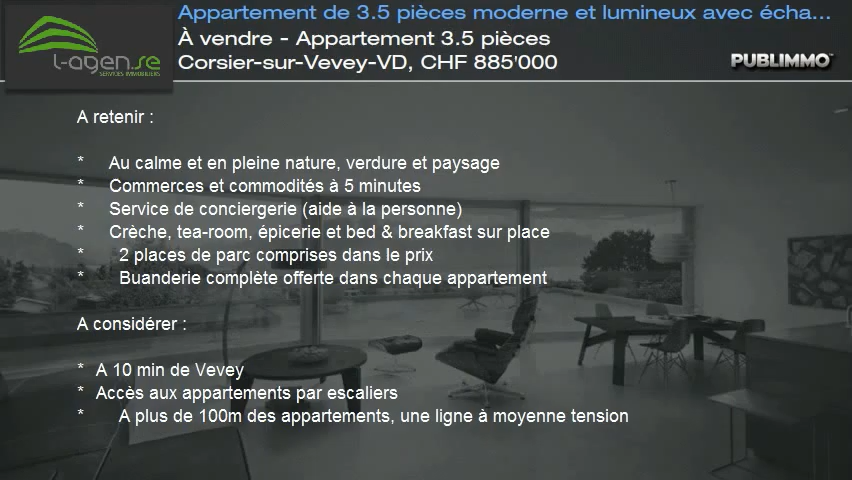 Appartement de 3.5 pièces moderne et lumineux avec écha...
À vendre - Appartement 3.5 pièces
Corsier-sur-Vevey-VD, CHF 885'000
l-agen.se
SERVICES IMMOBILIERS
PUBLIMMO™
A retenir :
* Au calme et en pleine nature, verdure et paysage
* Commerces et commodités à 5 minutes
* Service de conciergerie (aide à la personne)
* Crèche, tea-room, épicerie et bed & breakfast sur place
* 2 places de parc comprises dans le prix
* Buanderie complète offerte dans chaque appartement
A considérer :
* A 10 min de Vevey
* Accès aux appartements par escaliers
* A plus de 100m des appartements, une ligne à moyenne tension